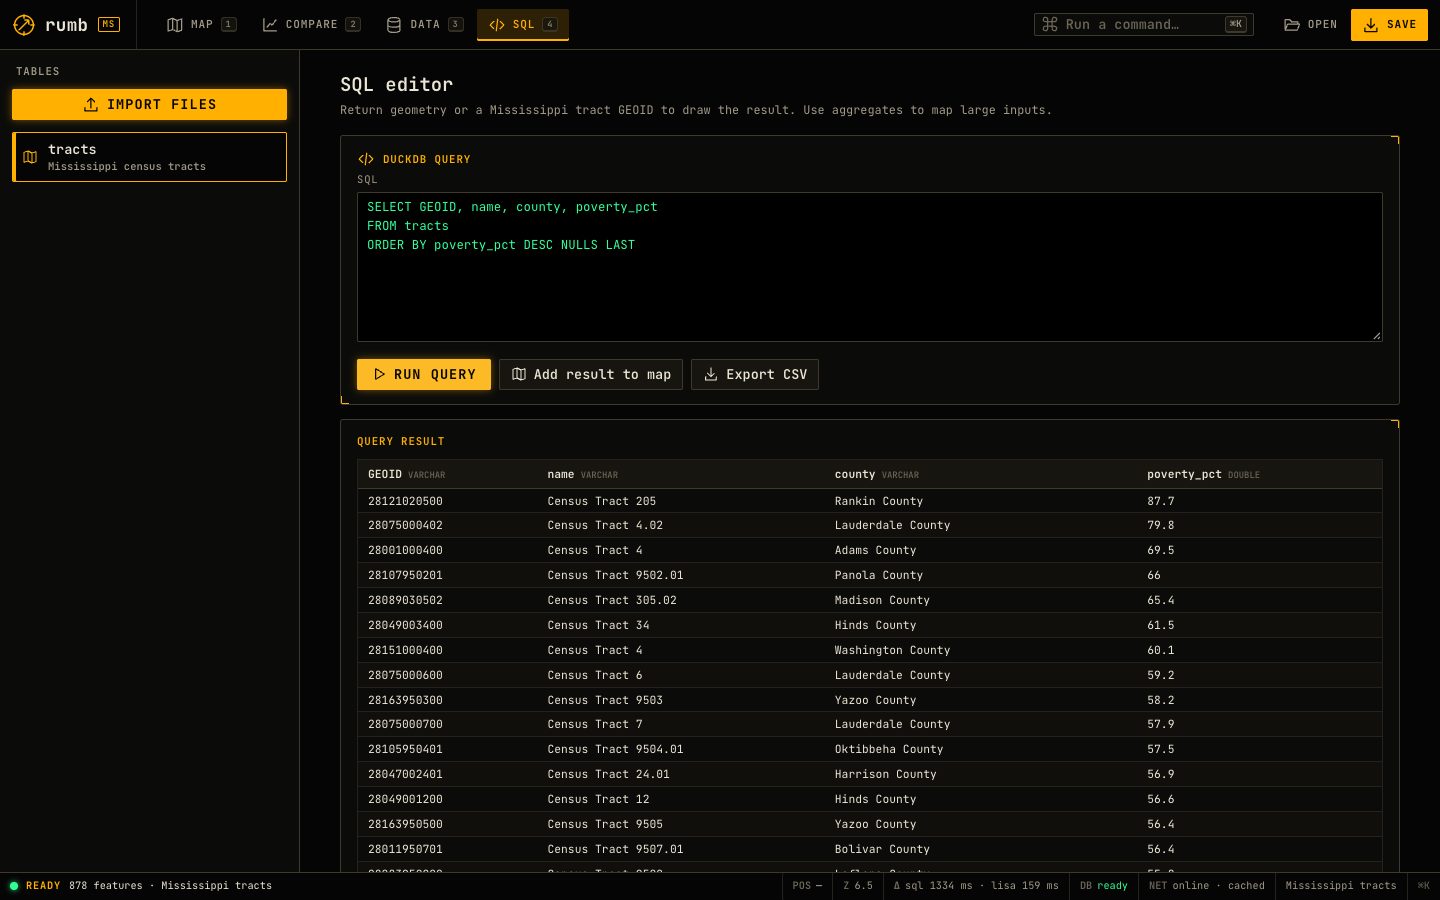 rumb MS MAP 1 COMPARE 2 DATA 3 SQL 4 Run a command… ⌘K OPEN SAVE
TABLES
IMPORT FILES
tracts
Mississippi census tracts
SQL editor
Return geometry or a Mississippi tract GEOID to draw the result. Use aggregates to map large inputs.
DUCKDB QUERY
SQL
SELECT GEOID, name, county, poverty_pct
FROM tracts
ORDER BY poverty_pct DESC NULLS LAST
RUN QUERY Add result to map Export CSV
QUERY RESULT
GEOID VARCHAR name VARCHAR county VARCHAR poverty_pct DOUBLE
28121020500 Census Tract 205 Rankin County 87.7
28075000402 Census Tract 4.02 Lauderdale County 79.8
28001000400 Census Tract 4 Adams County 69.5
28107950201 Census Tract 9502.01 Panola County 66
28089030502 Census Tract 305.02 Madison County 65.4
28049003400 Census Tract 34 Hinds County 61.5
28151000400 Census Tract 4 Washington County 60.1
28075000600 Census Tract 6 Lauderdale County 59.2
28163950300 Census Tract 9503 Yazoo County 58.2
28075000700 Census Tract 7 Lauderdale County 57.9
28105950401 Census Tract 9504.01 Oktibbeha County 57.5
28047002401 Census Tract 24.01 Harrison County 56.9
28049001200 Census Tract 12 Hinds County 56.6
28163950500 Census Tract 9505 Yazoo County 56.4
28011950701 Census Tract 9507.01 Bolivar County 56.4
READY 878 features · Mississippi tracts POS — Z 6.5 Δ sql 1334 ms · lisa 159 ms DB ready NET online · cached Mississippi tracts ⌘K